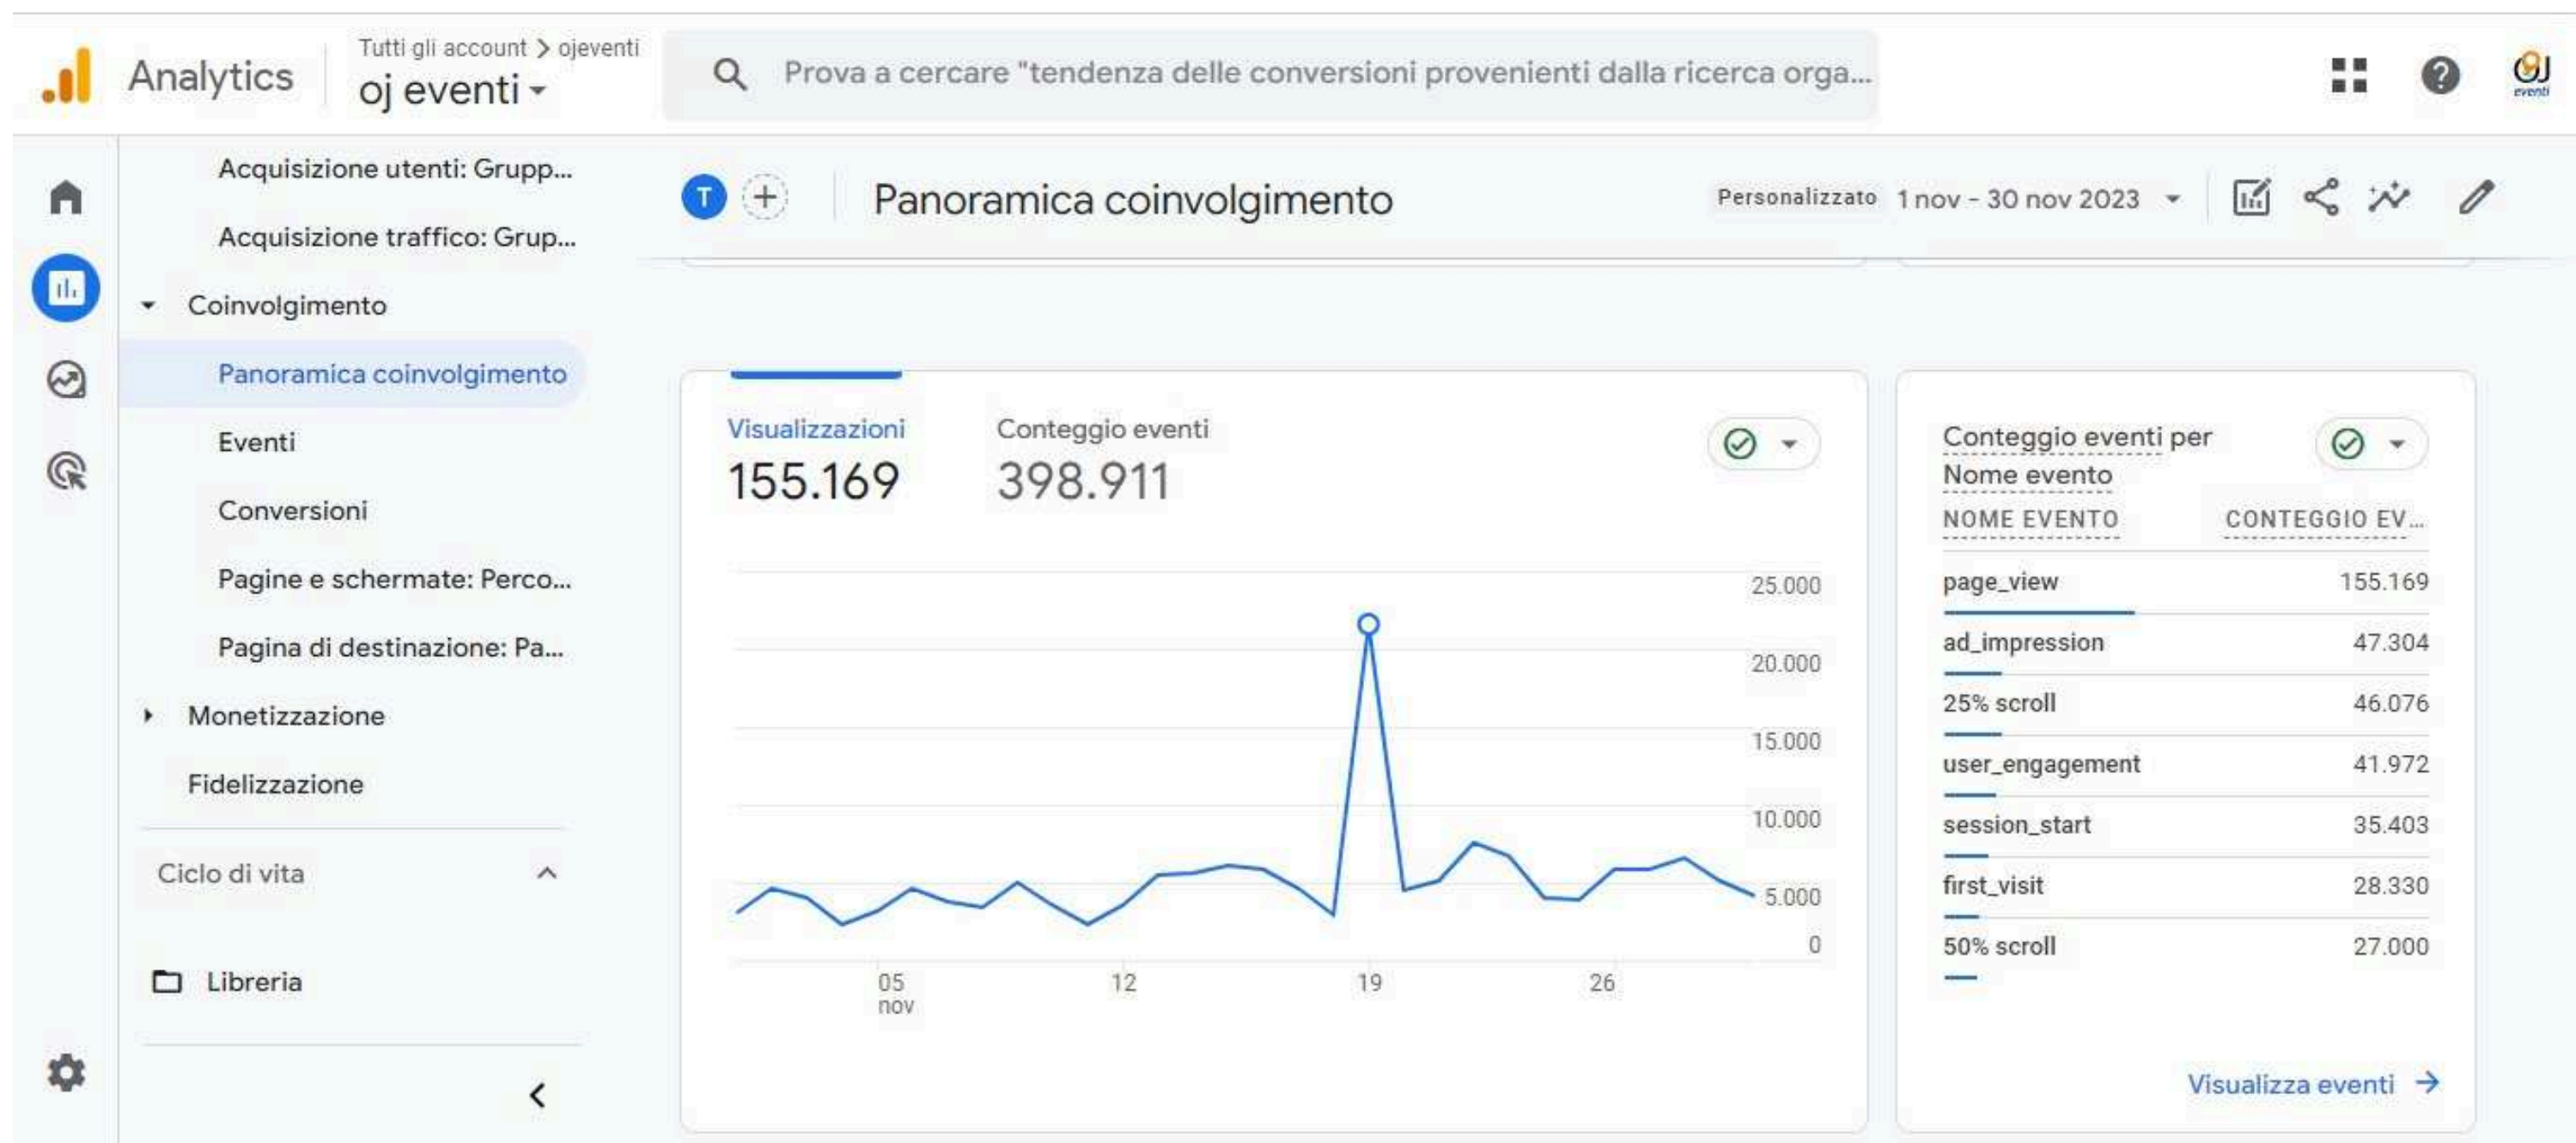 Analytics
Tutti gli account > ojeventi
oj eventi
Prova a cercare "tendenza delle conversioni provenienti dalla ricerca orga...
OJ
eventi
Acquisizione utenti: Grupp...
Acquisizione traffico: Grup...
Coinvolgimento
Panoramica coinvolgimento
Eventi
Conversioni
Pagine e schermate: Perco...
Pagina di destinazione: Pa...
Monetizzazione
Fidelizzazione
Ciclo di vita
Libreria
T
Panoramica coinvolgimento
Personalizzato 1 nov - 30 nov 2023
Visualizzazioni
155.169
Conteggio eventi
398.911
25.000
20.000
15.000
10.000
5.000
0
05
nov
12
19
26
Conteggio eventi per
Nome evento
NOME EVENTO CONTEGGIO EV...
page_view 155.169
ad_impression 47.304
25% scroll 46.076
user_engagement 41.972
session_start 35.403
first_visit 28.330
50% scroll 27.000
Visualizza eventi